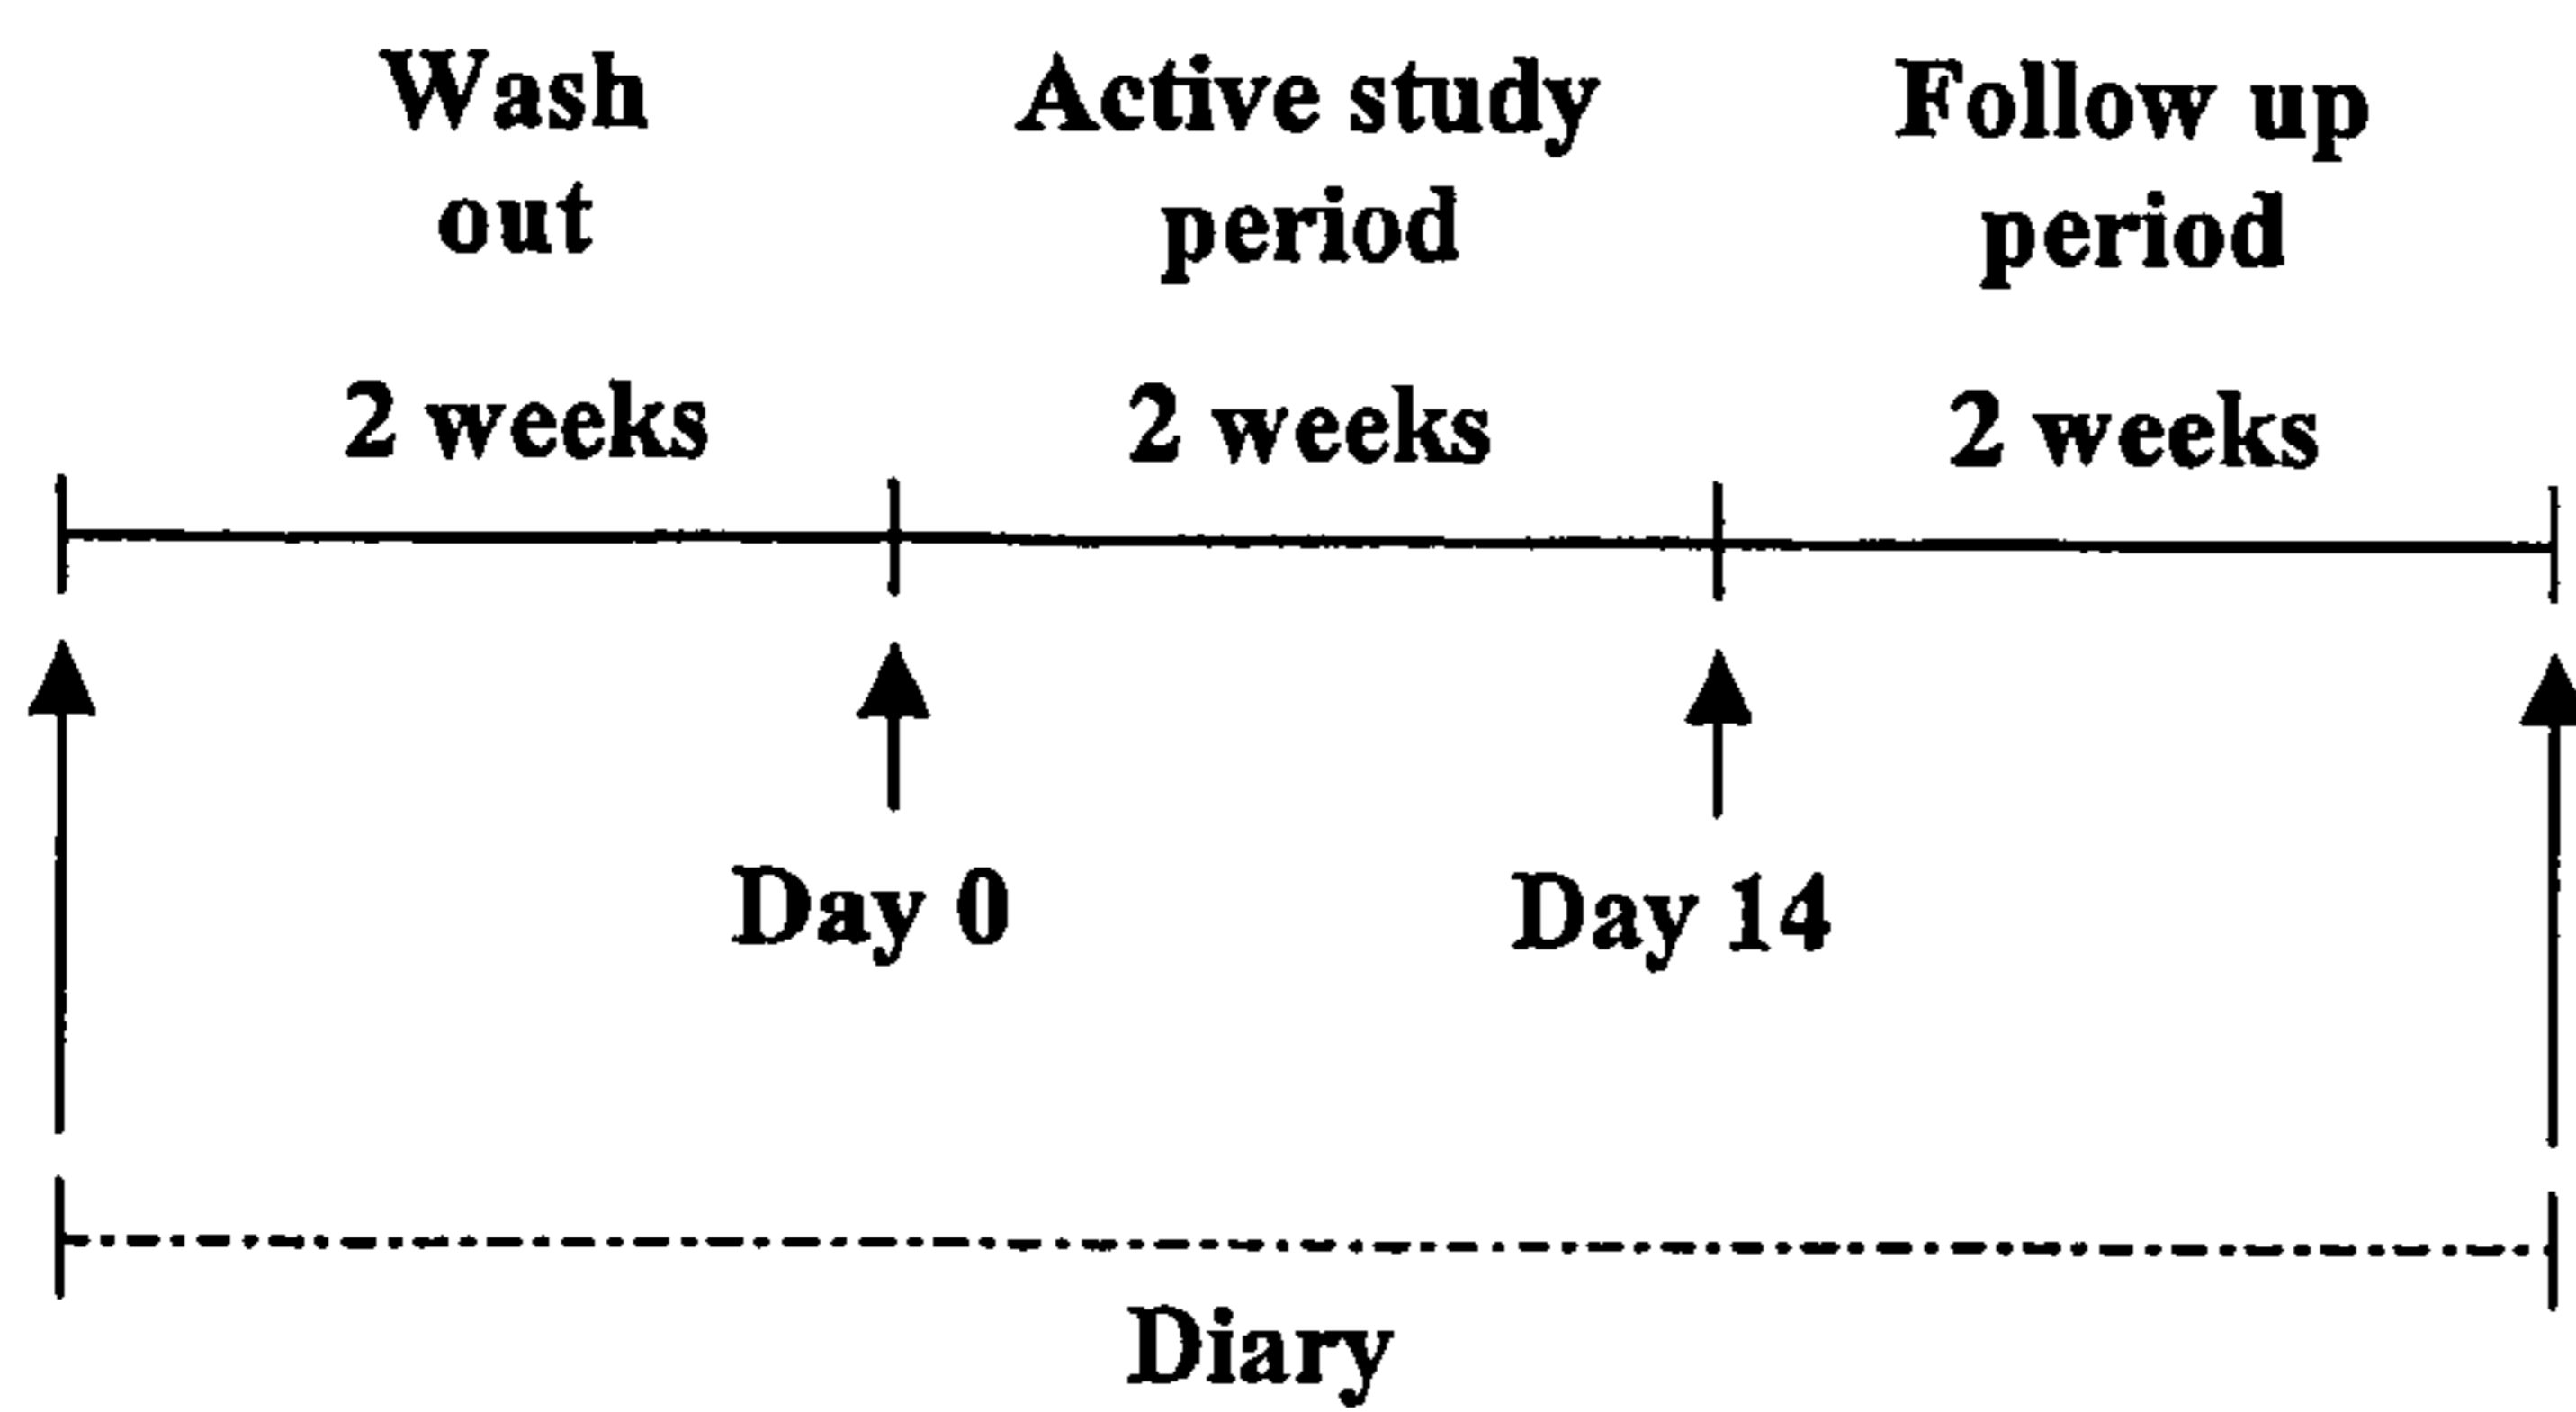 Wash
out
Active study
period
Follow up
period
2 weeks
2 weeks
2 weeks
Day 0
Day 14
Diary